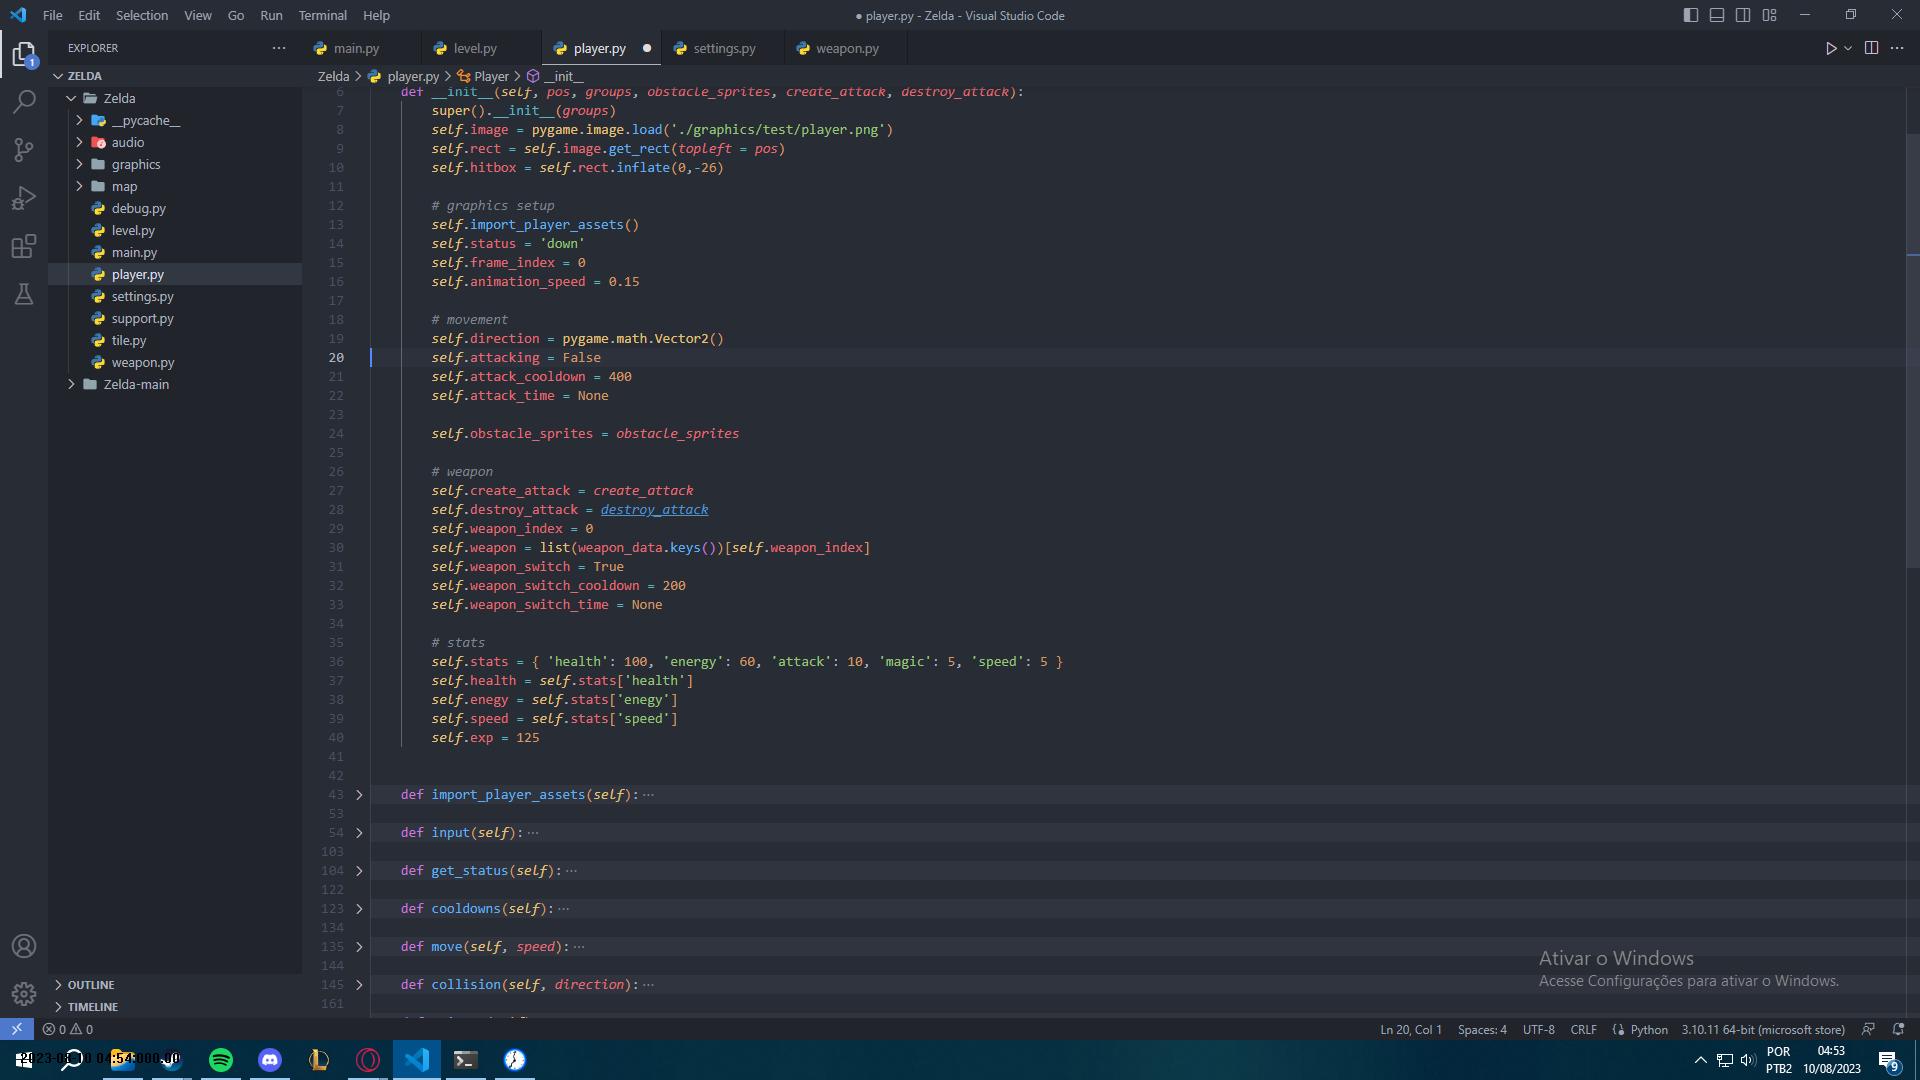 File Edit Selection View Go Run Terminal Help
● player.py - Zelda - Visual Studio Code
EXPLORER
main.py
level.py
player.py
settings.py
weapon.py
ZELDA
Zelda
__pycache__
audio
graphics
map
debug.py
level.py
main.py
player.py
settings.py
support.py
tile.py
weapon.py
Zelda-main
OUTLINE
TIMELINE
1
Zelda > player.py > Player > __init__
6 def __init__(self, pos, groups, obstacle_sprites, create_attack, destroy_attack):
7 super().__init__(groups)
8 self.image = pygame.image.load('./graphics/test/player.png')
9 self.rect = self.image.get_rect(topleft = pos)
10 self.hitbox = self.rect.inflate(0,-26)
11
12 # graphics setup
13 self.import_player_assets()
14 self.status = 'down'
15 self.frame_index = 0
16 self.animation_speed = 0.15
17
18 # movement
19 self.direction = pygame.math.Vector2()
20 self.attacking = False
21 self.attack_cooldown = 400
22 self.attack_time = None
23
24 self.obstacle_sprites = obstacle_sprites
25
26 # weapon
27 self.create_attack = create_attack
28 self.destroy_attack = destroy_attack
29 self.weapon_index = 0
30 self.weapon = list(weapon_data.keys())[self.weapon_index]
31 self.weapon_switch = True
32 self.weapon_switch_cooldown = 200
33 self.weapon_switch_time = None
34
35 # stats
36 self.stats = { 'health': 100, 'energy': 60, 'attack': 10, 'magic': 5, 'speed': 5 }
37 self.health = self.stats['health']
38 self.enegy = self.stats['enegy']
39 self.speed = self.stats['speed']
40 self.exp = 125
41
42
43 def import_player_assets(self): ···
53
54 def input(self): ···
103
104 def get_status(self): ···
122
123 def cooldowns(self): ···
134
135 def move(self, speed): ···
144
145 def collision(self, direction): ···
161
Ativar o Windows
Acesse Configurações para ativar o Windows.
0 0
Ln 20, Col 1 Spaces: 4 UTF-8 CRLF Python 3.10.11 64-bit (microsoft store)
POR
PTB2
04:53
10/08/2023
9